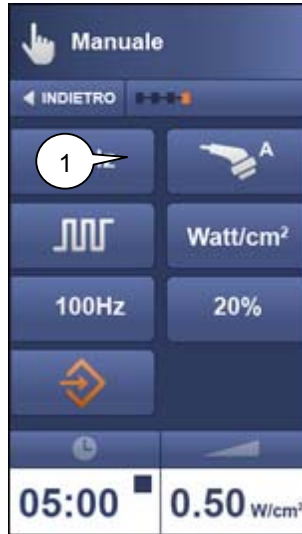 Manuale
INDIETRO
1
A
Watt/cm²
100Hz
20%
05:00
0.50 W/cm²